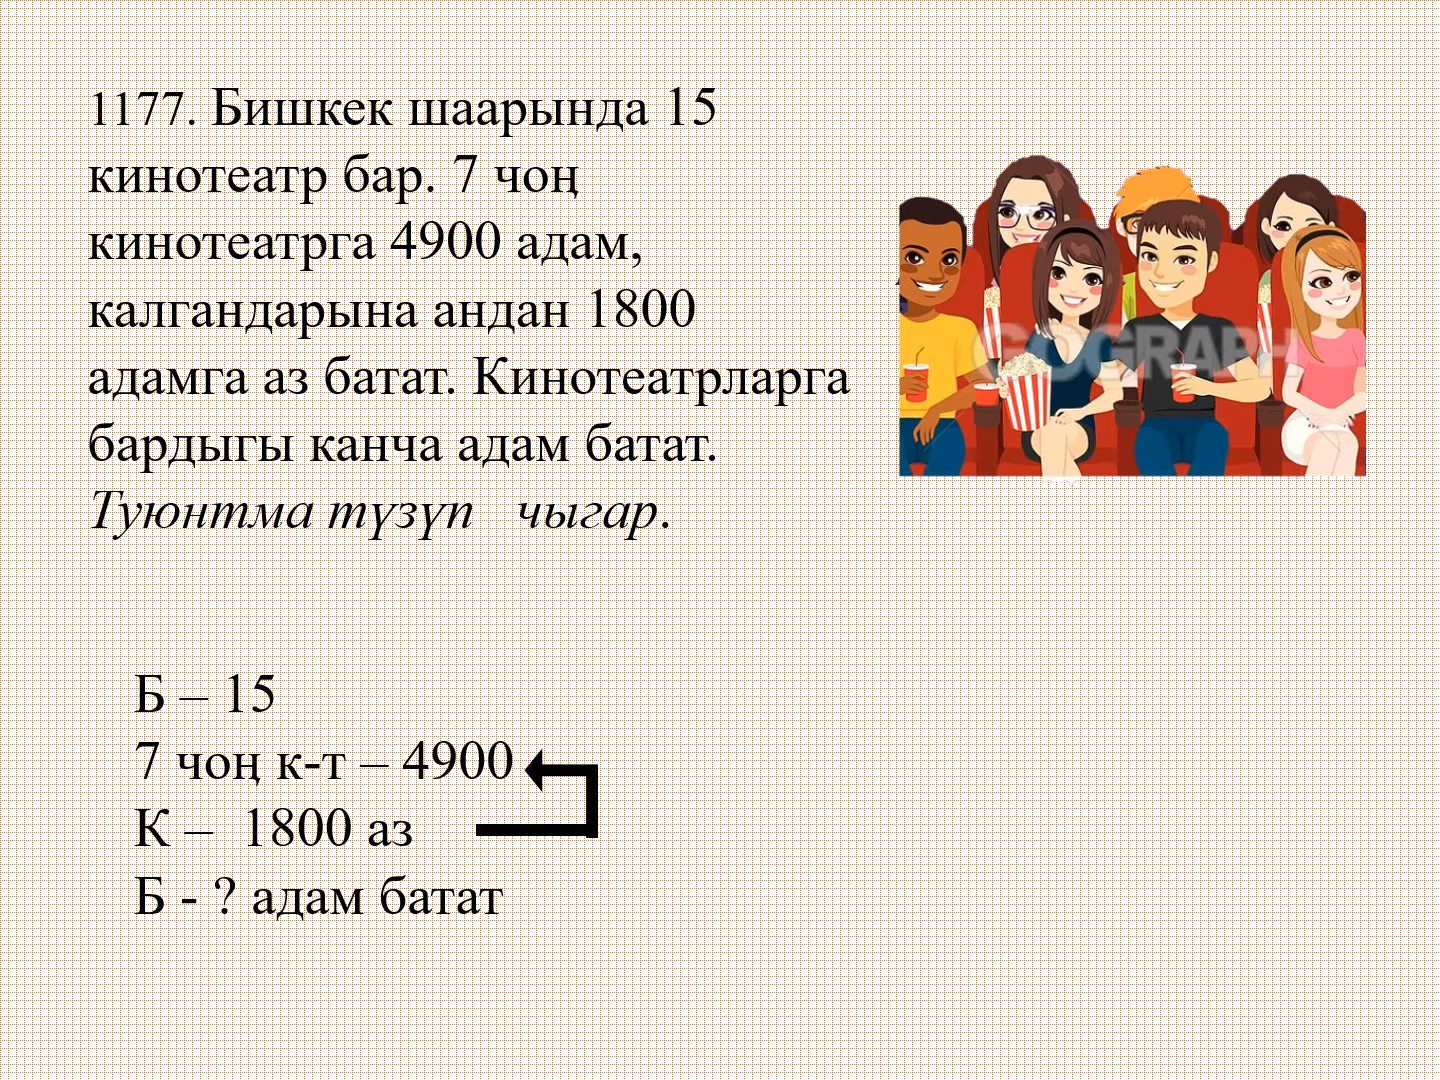 1177. Бишкек шаарында 15
кинотеатр бар. 7 чоң
кинотеатрга 4900 адам,
калгандарына андан 1800
адамга аз батат. Кинотеатрларга
бардыгы канча адам батат.
Туюнтма түзүп чыгар.
GOGRAPH
Б – 15
7 чоң к-т – 4900
К – 1800 аз
Б - ? адам батат